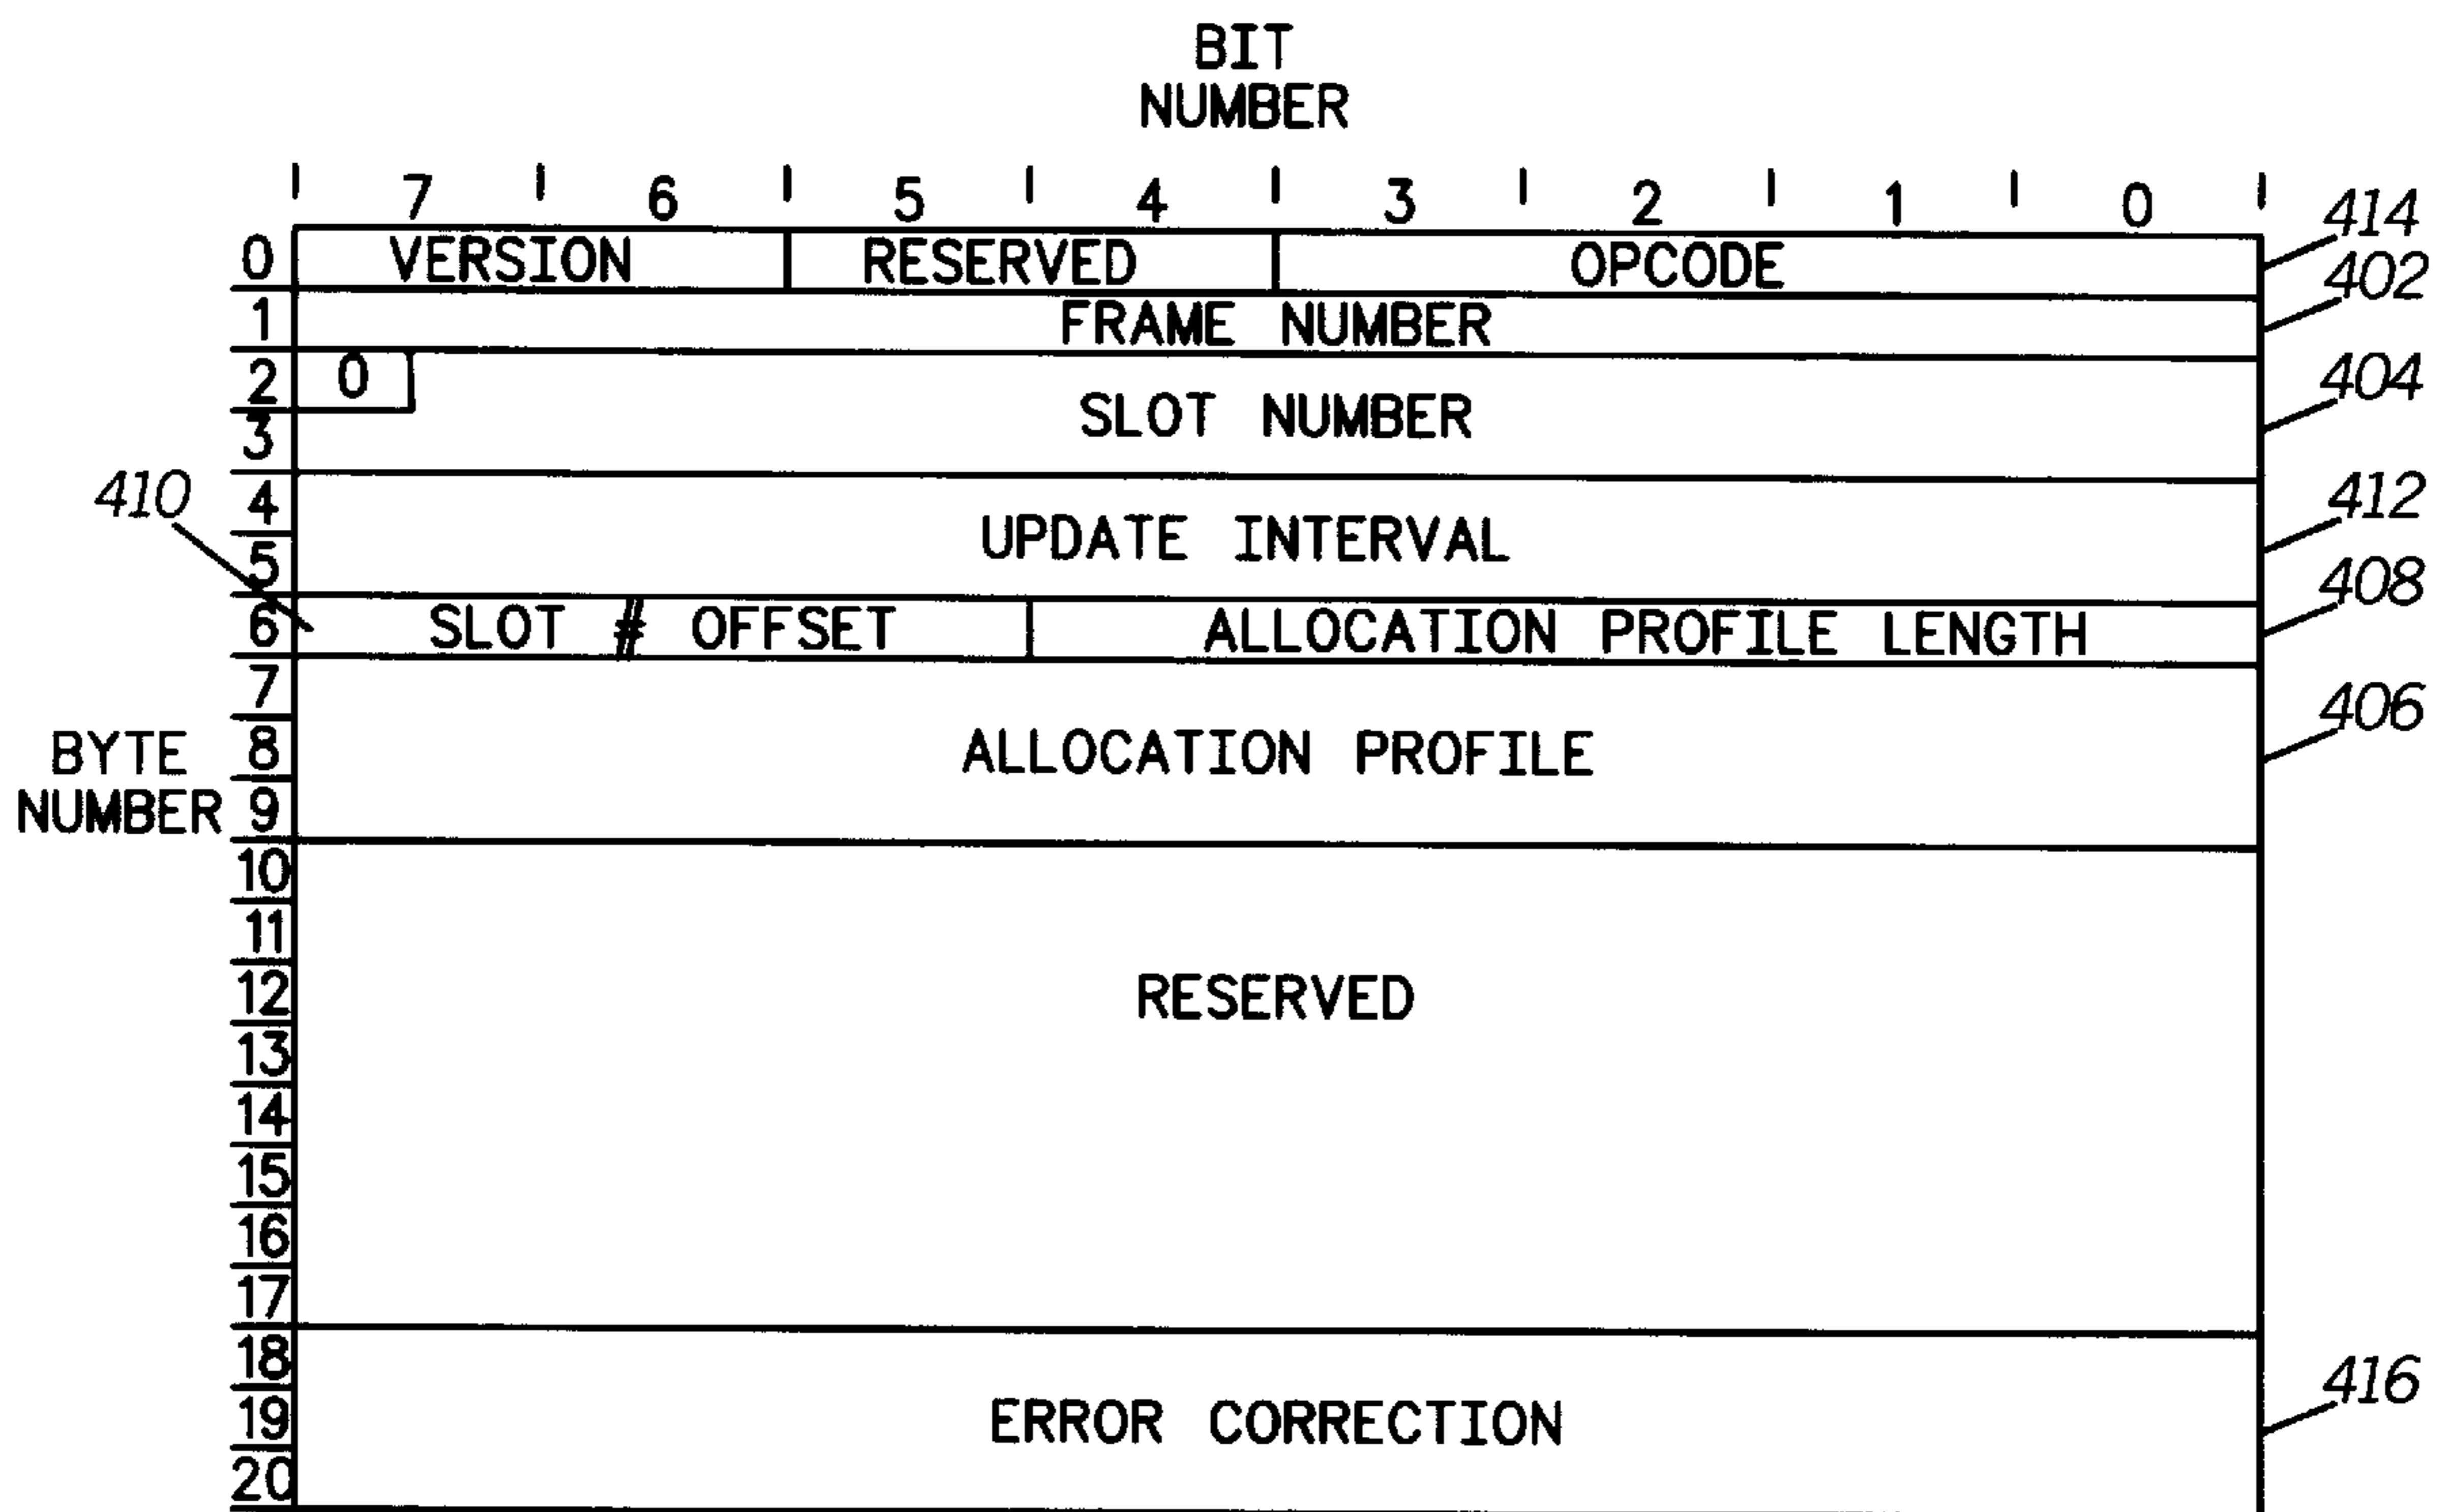 BIT
NUMBER
7 6 5 4 3 2 1 0
414
0 VERSION RESERVED OPCODE
402
1 FRAME NUMBER
2 0
404
3 SLOT NUMBER
410
4
412
5 UPDATE INTERVAL
408
6 SLOT # OFFSET ALLOCATION PROFILE LENGTH
7
406
BYTE
NUMBER
8 ALLOCATION PROFILE
9
10
11
12 RESERVED
13
14
15
16
17
18
416
19 ERROR CORRECTION
20